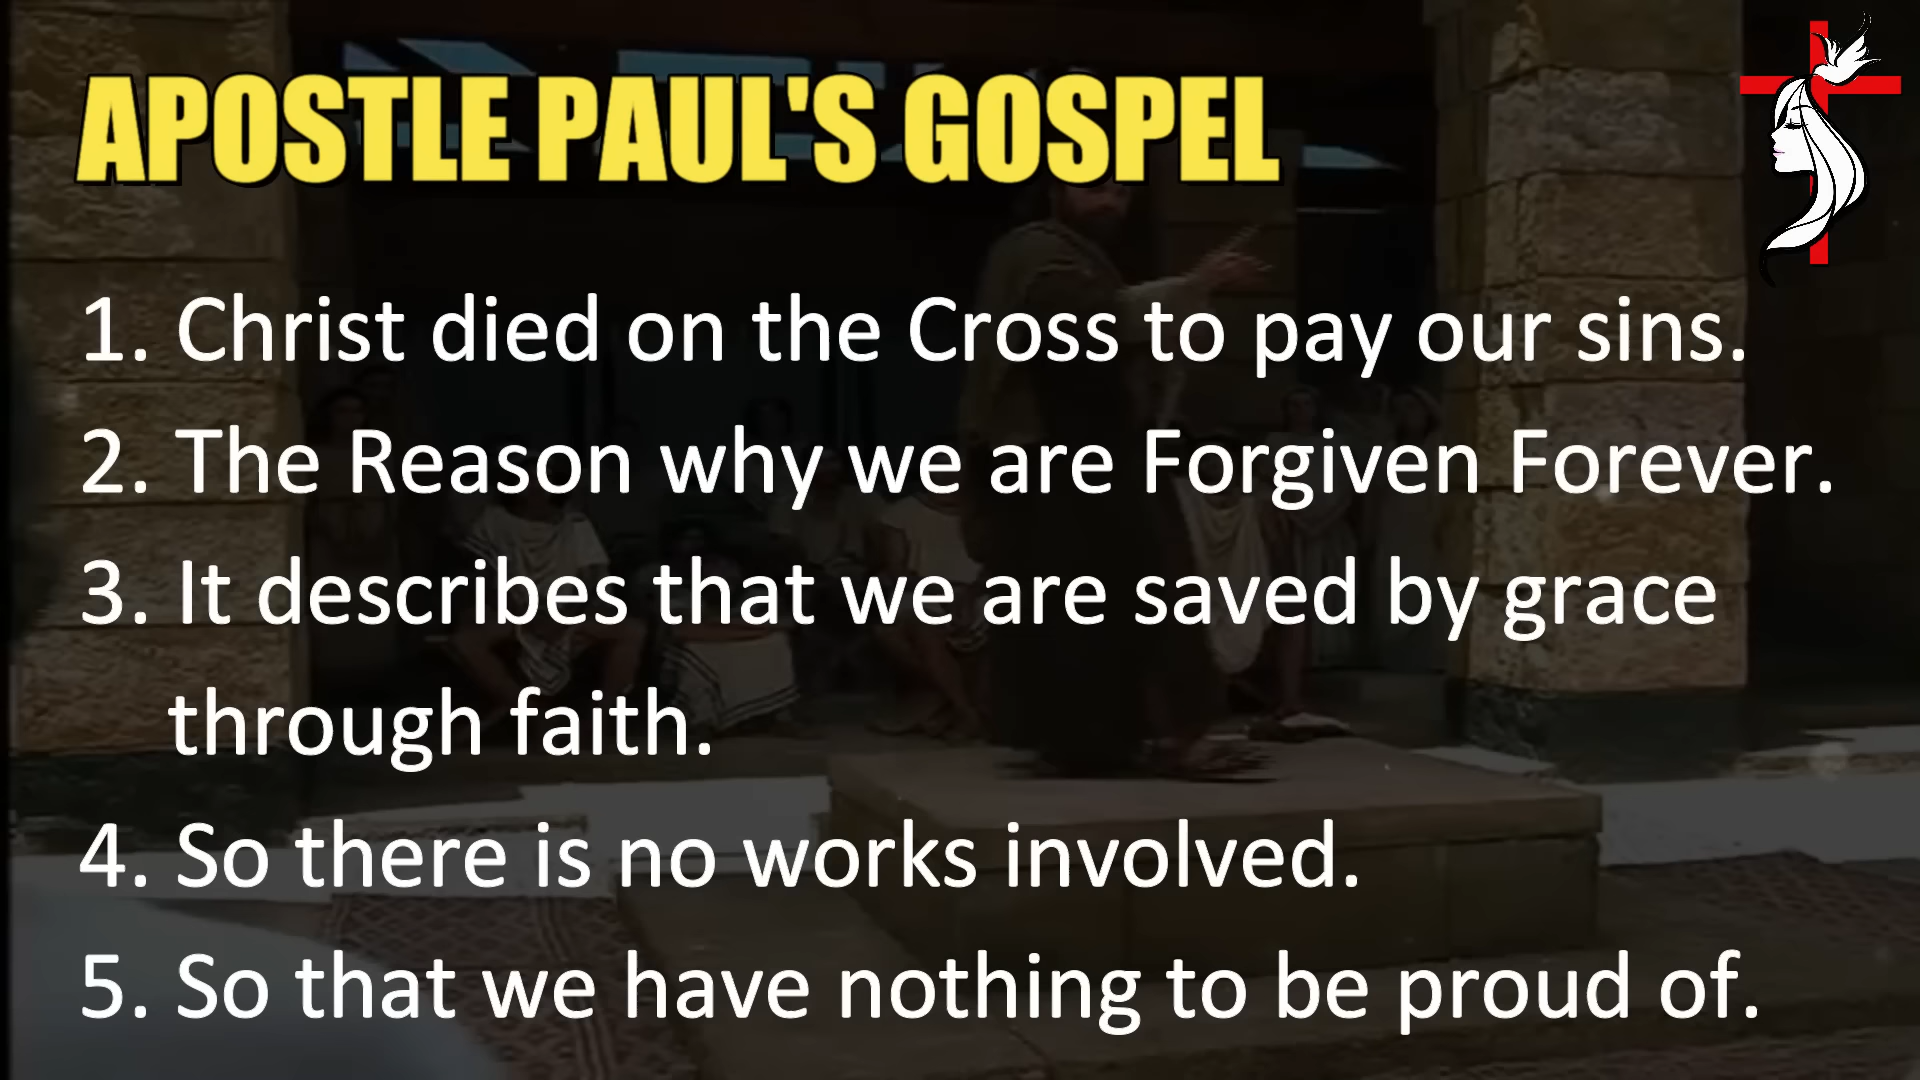 APOSTLE PAUL'S GOSPEL
1. Christ died on the Cross to pay our sins.
2. The Reason why we are Forgiven Forever.
3. It describes that we are saved by grace
through faith.
4. So there is no works involved.
5. So that we have nothing to be proud of.